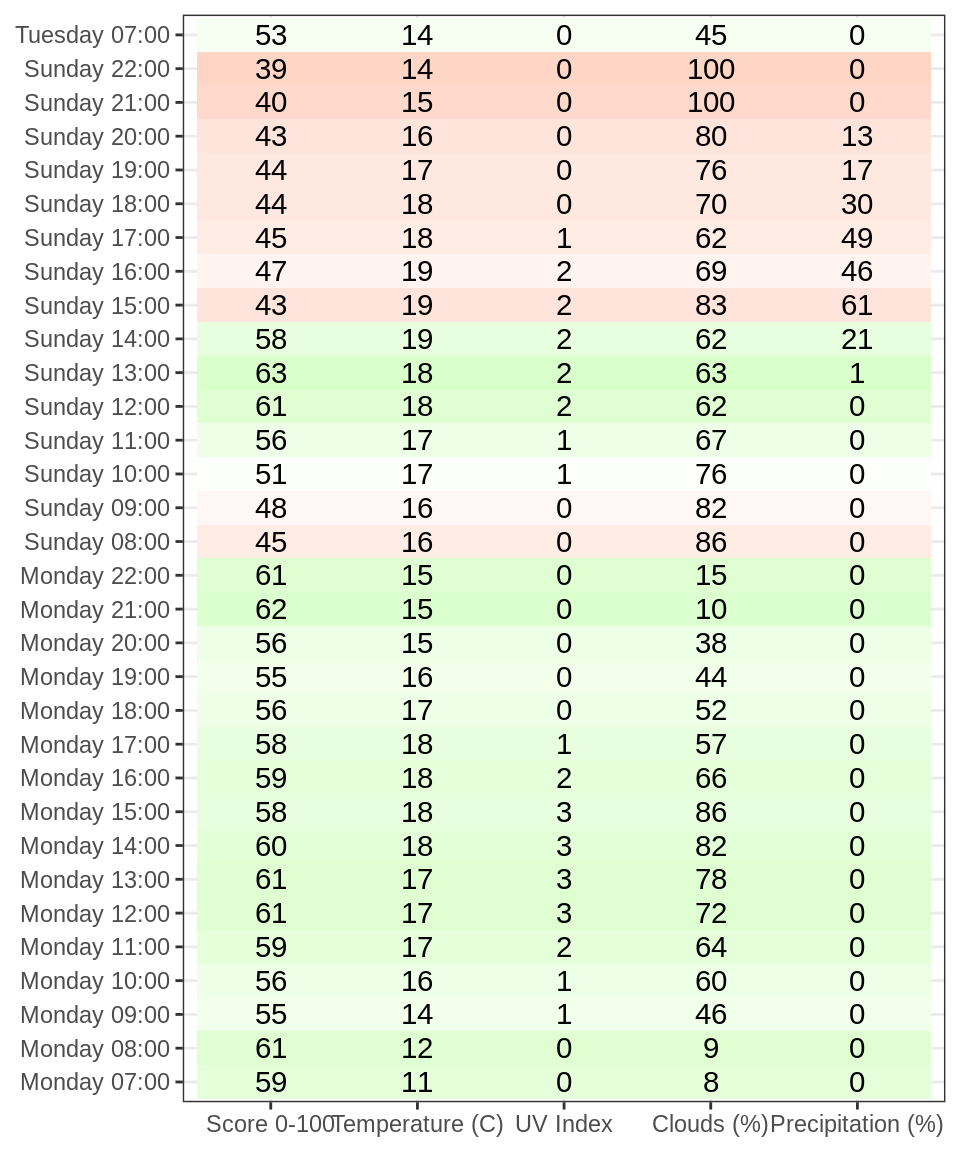 Tuesday 07:00 53 14 0 45 0
Sunday 22:00 39 14 0 100 0
Sunday 21:00 40 15 0 100 0
Sunday 20:00 43 16 0 80 13
Sunday 19:00 44 17 0 76 17
Sunday 18:00 44 18 0 70 30
Sunday 17:00 45 18 1 62 49
Sunday 16:00 47 19 2 69 46
Sunday 15:00 43 19 2 83 61
Sunday 14:00 58 19 2 62 21
Sunday 13:00 63 18 2 63 1
Sunday 12:00 61 18 2 62 0
Sunday 11:00 56 17 1 67 0
Sunday 10:00 51 17 1 76 0
Sunday 09:00 48 16 0 82 0
Sunday 08:00 45 16 0 86 0
Monday 22:00 61 15 0 15 0
Monday 21:00 62 15 0 10 0
Monday 20:00 56 15 0 38 0
Monday 19:00 55 16 0 44 0
Monday 18:00 56 17 0 52 0
Monday 17:00 58 18 1 57 0
Monday 16:00 59 18 2 66 0
Monday 15:00 58 18 3 86 0
Monday 14:00 60 18 3 82 0
Monday 13:00 61 17 3 78 0
Monday 12:00 61 17 3 72 0
Monday 11:00 59 17 2 64 0
Monday 10:00 56 16 1 60 0
Monday 09:00 55 14 1 46 0
Monday 08:00 61 12 0 9 0
Monday 07:00 59 11 0 8 0
Score 0-100 Temperature (C) UV Index Clouds (%) Precipitation (%)